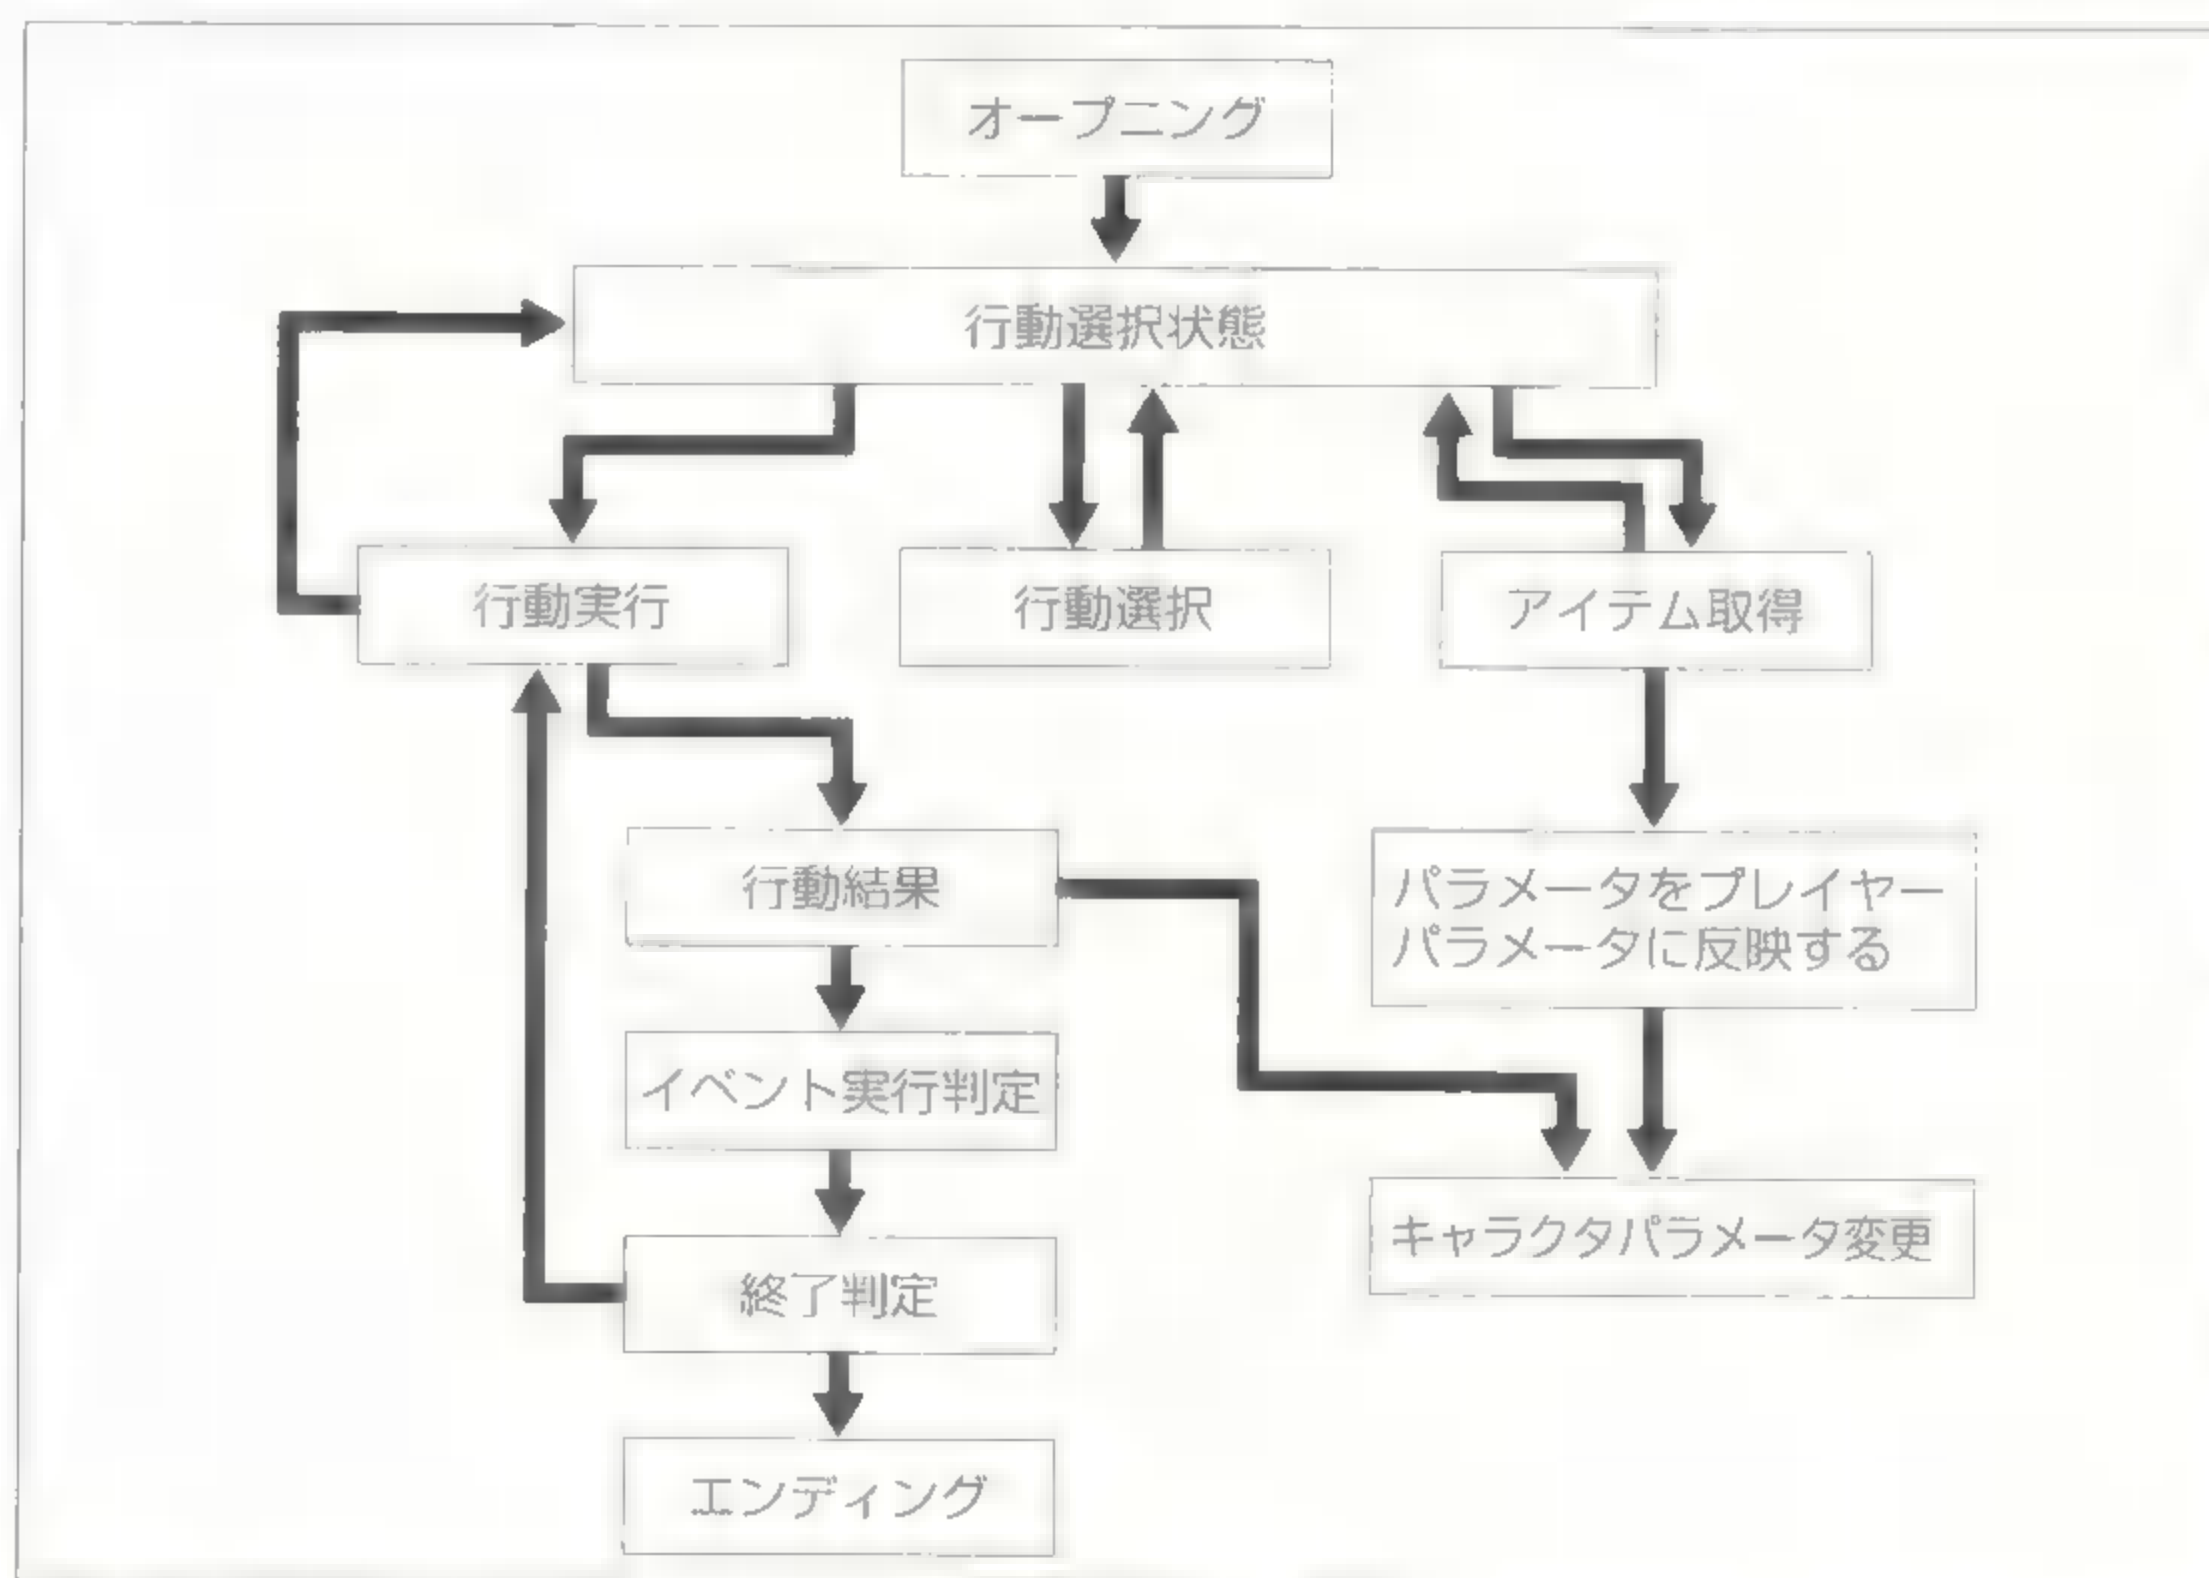 オープニング
行動選択状態
行動実行
行動選択
アイテム取得
行動結果
パラメータをプレイヤー
パラメータに反映する
イベント実行判定
キャラクタパラメータ変更
終了判定
エンディング